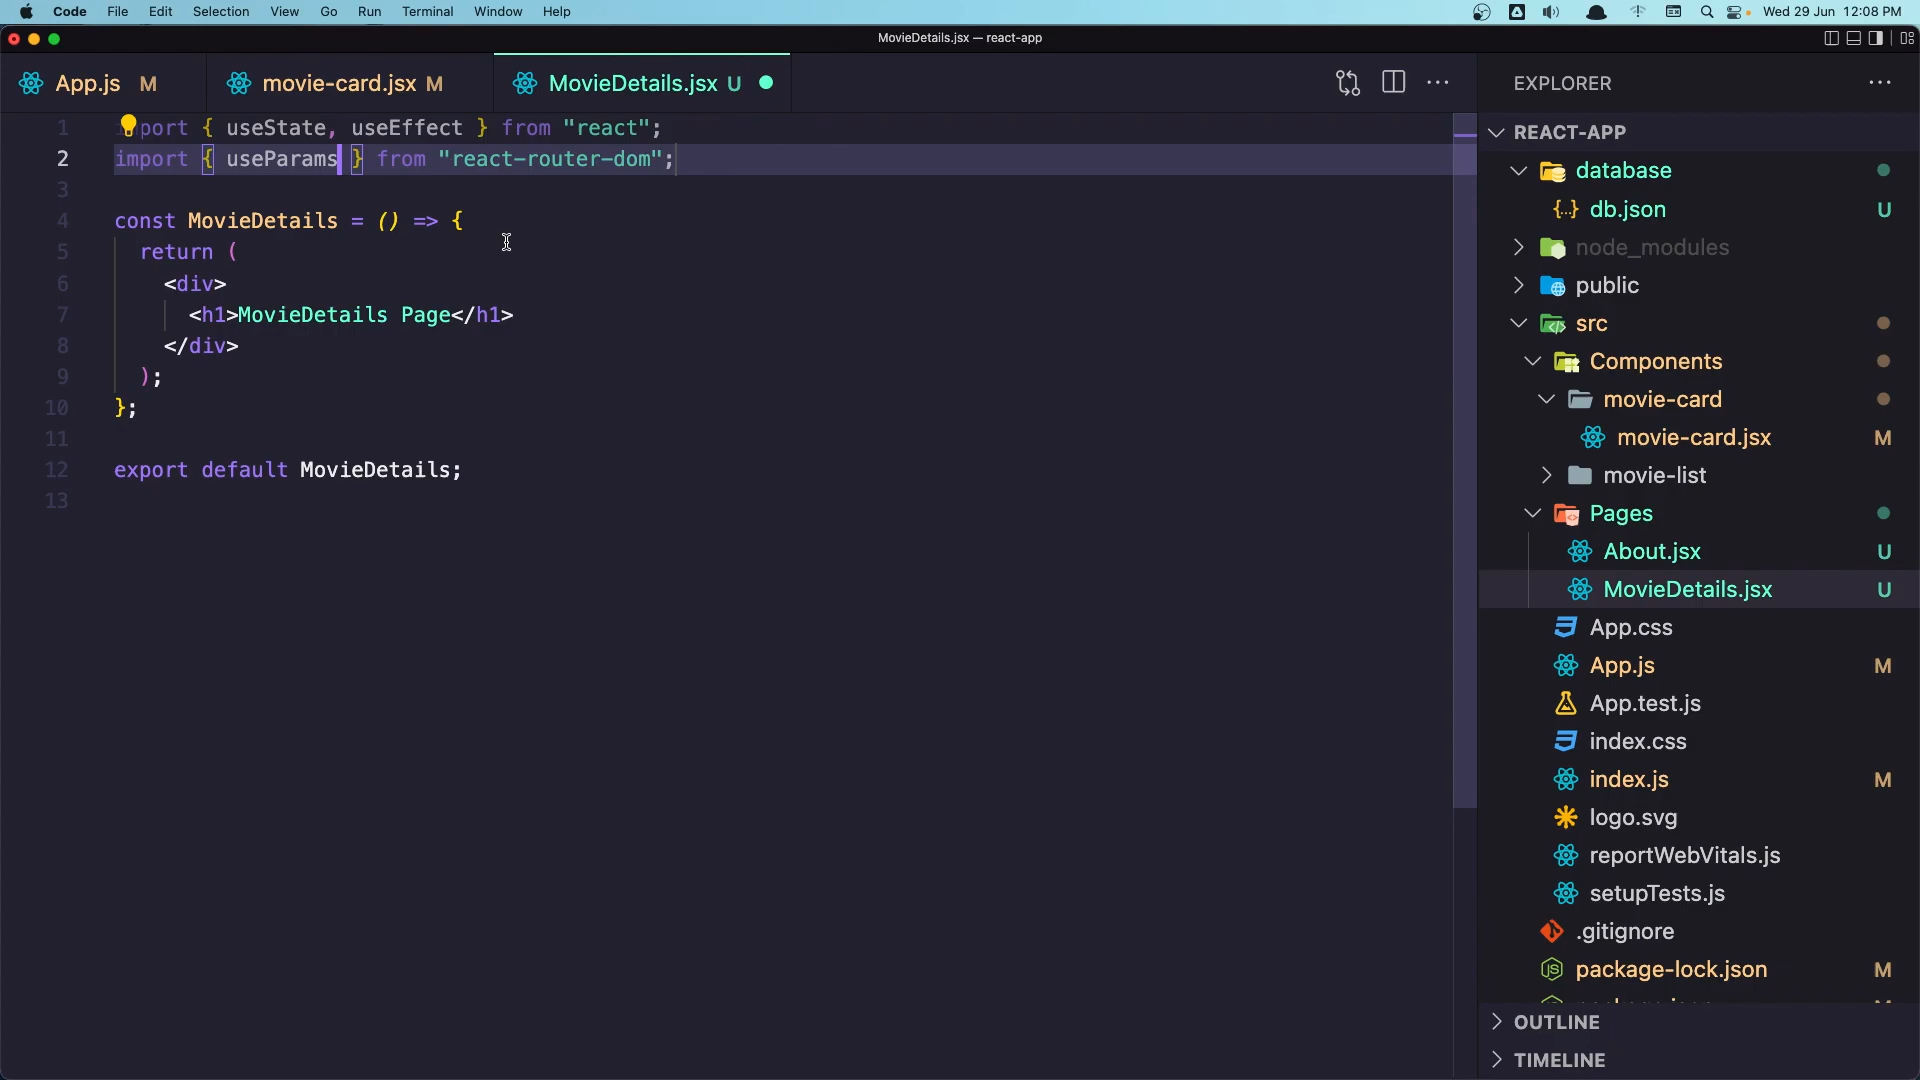 Code File Edit Selection View Go Run Terminal Window Help Wed 29 Jun 12:08 PM
MovieDetails.jsx — react-app
App.js M movie-card.jsx M MovieDetails.jsx U
EXPLORER
REACT-APP
database
db.json U
node_modules
public
src
Components
movie-card
movie-card.jsx M
movie-list
Pages
About.jsx U
MovieDetails.jsx U
App.css
App.js M
App.test.js
index.css
index.js M
logo.svg
reportWebVitals.js
setupTests.js
.gitignore
package-lock.json M
OUTLINE
TIMELINE
1 import { useState, useEffect } from "react";
2 import { useParams } from "react-router-dom";
3
4 const MovieDetails = () => {
5 return (
6 <div>
7 <h1>MovieDetails Page</h1>
8 </div>
9 );
10 };
11
12 export default MovieDetails;
13